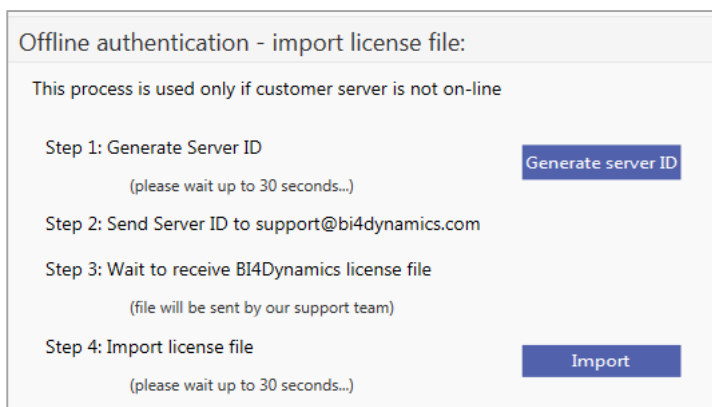 Offline authentication - import license file:
This process is used only if customer server is not on-line
Step 1: Generate Server ID
Generate server ID
(please wait up to 30 seconds...)
Step 2: Send Server ID to support@bi4dynamics.com
Step 3: Wait to receive BI4Dynamics license file
(file will be sent by our support team)
Step 4: Import license file
Import
(please wait up to 30 seconds...)